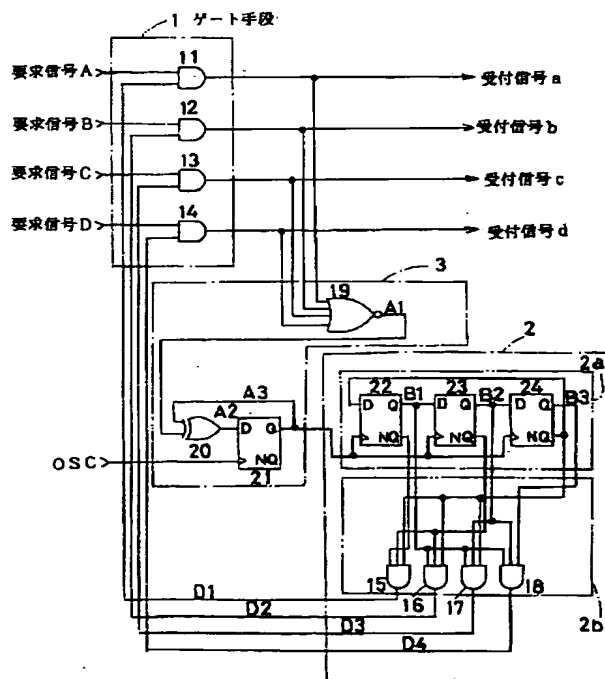 1 ゲート手段
要求信号A
11
受付信号a
要求信号B
12
受付信号b
要求信号C
13
受付信号c
要求信号D
14
受付信号d
3
19
A1
2
2a
A3
22
B1
23
B2
24
B3
A2
D Q
NQ
D Q
NQ
D Q
NQ
D Q
NQ
20
21
OSC
15
16
17
18
D1
D2
D3
D4
2b